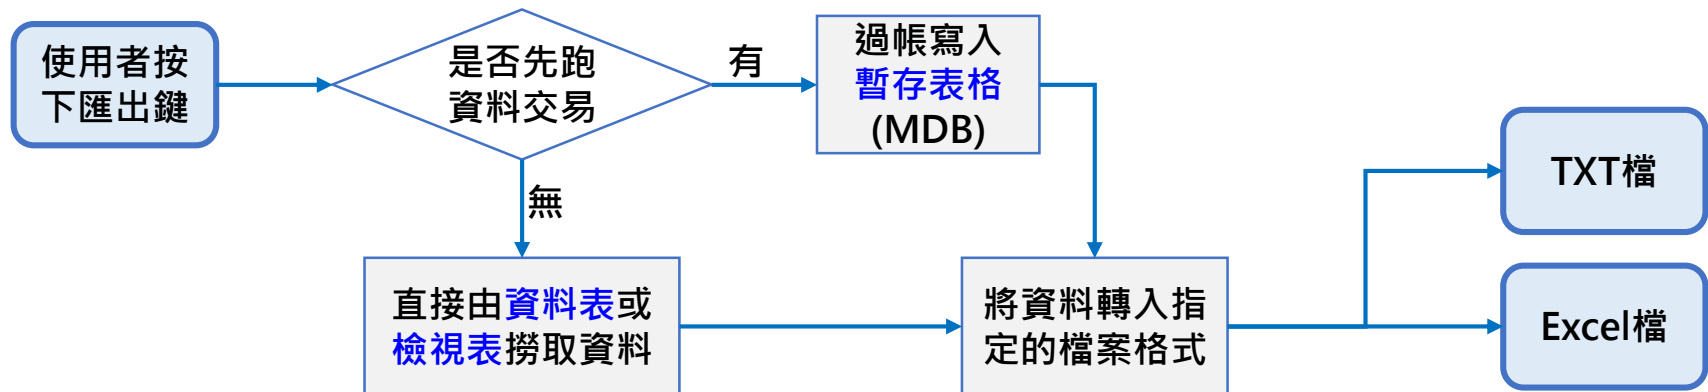 使用者按
下匯出鍵
是否先跑
資料交易
有
過帳寫入
暫存表格
(MDB)
無
直接由資料表或
檢視表撈取資料
將資料轉入指
定的檔案格式
TXT檔
Excel檔